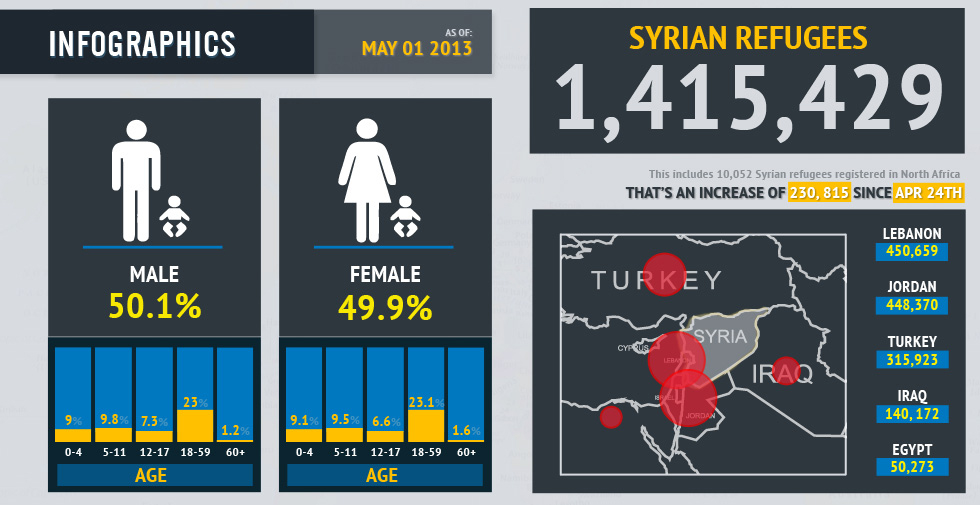 INFOGRAPHICS
AS OF:
MAY 01 2013
MALE
50.1%
9%
9.8%
7.3%
23%
1.2%
0-4
5-11
12-17
18-59
60+
AGE
FEMALE
49.9%
9.1%
9.5%
6.6%
23.1%
1.6%
0-4
5-11
12-17
18-59
60+
AGE
SYRIAN REFUGEES
1,415,429
This includes 10,052 Syrian refugees registered in North Africa
THAT'S AN INCREASE OF 230, 815 SINCE APR 24TH
TURKEY
SYRIA
CYPRUS
LEBANON
IRAQ
ISRAEL
JORDAN
LEBANON
450,659
JORDAN
448,370
TURKEY
315,923
IRAQ
140,172
EGYPT
50,273